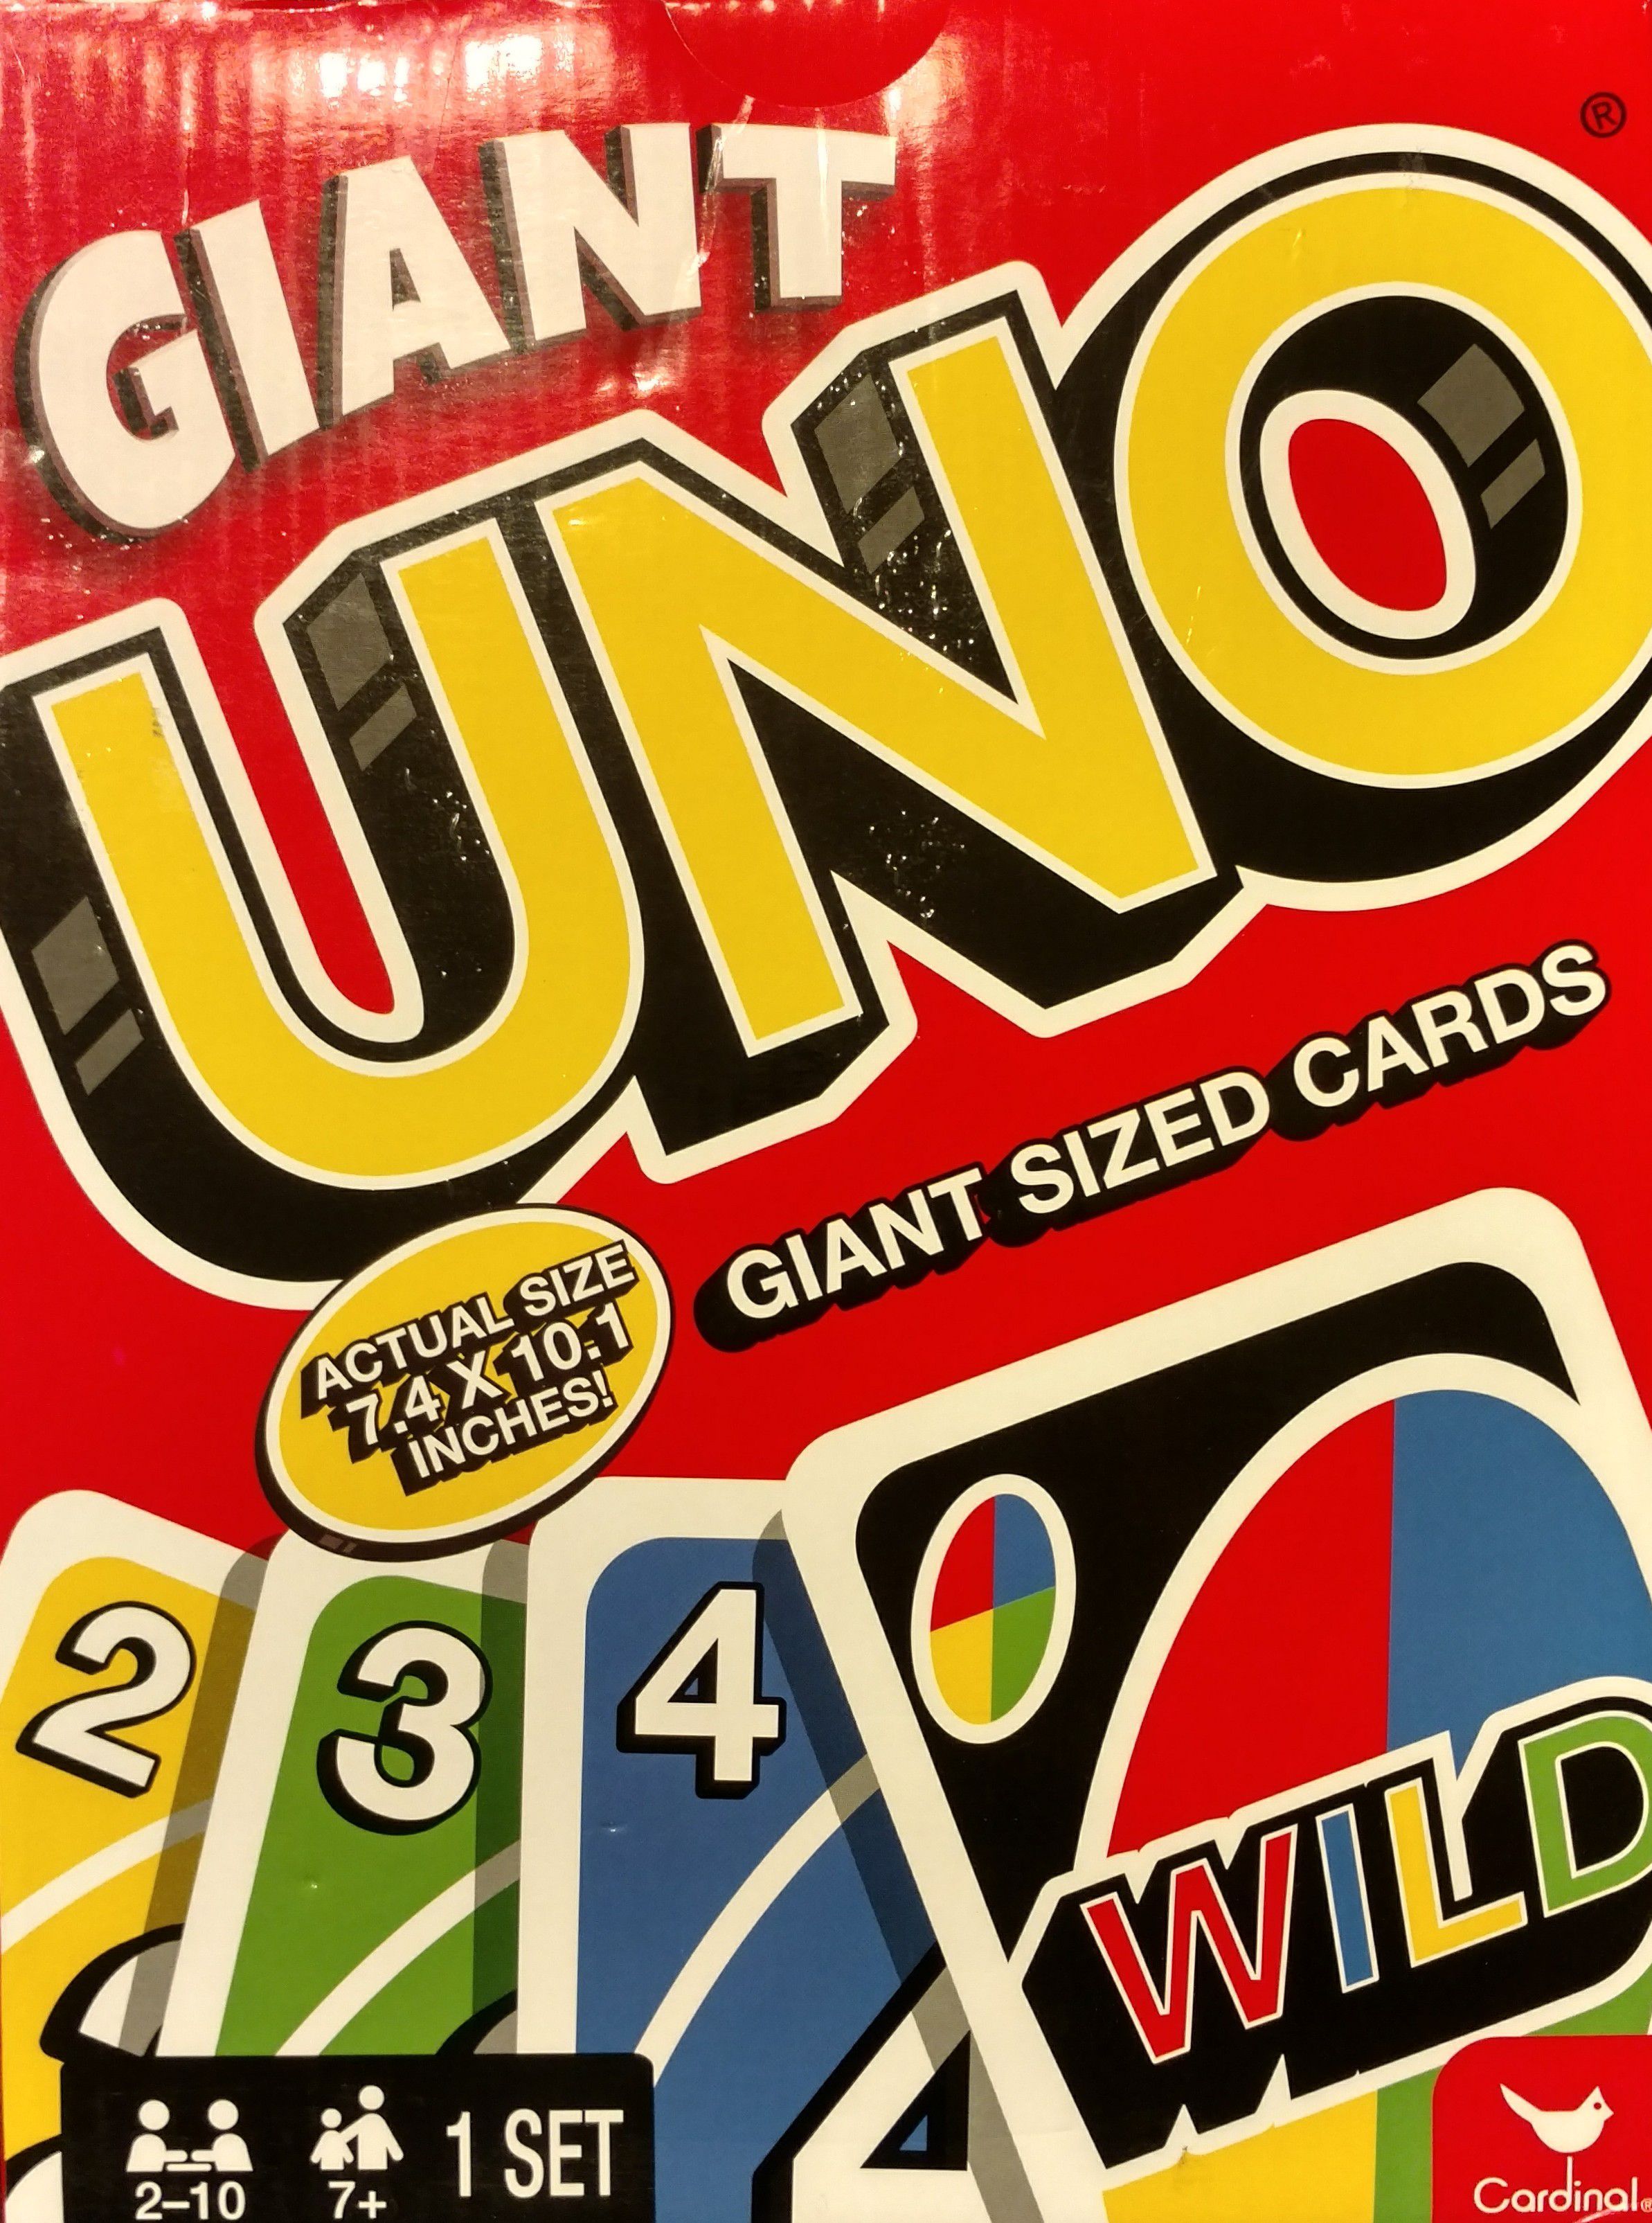 GIANT
UNO®
GIANT SIZED CARDS
ACTUAL SIZE
7.4 X 10.1
INCHES!
2
3
4
WILD
4
2–10
7+
1 SET
Cardinal®